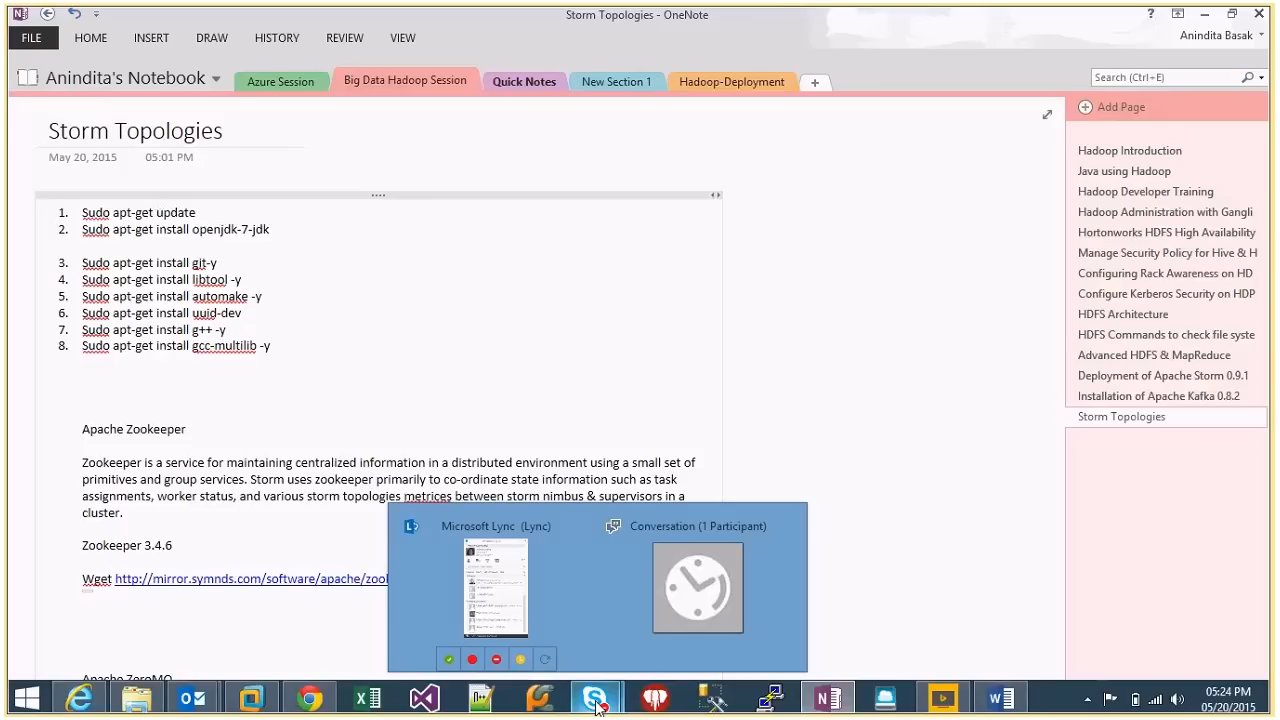 Storm Topologies - OneNote
?
FILE HOME INSERT DRAW HISTORY REVIEW VIEW
Anindita Basak
Anindita's Notebook
Azure Session
Big Data Hadoop Session
Quick Notes
New Section 1
Hadoop-Deployment
Search (Ctrl+E)
Storm Topologies
May 20, 2015 05:01 PM
1. Sudo apt-get update
2. Sudo apt-get install openjdk-7-jdk
3. Sudo apt-get install git-y
4. Sudo apt-get install libtool -y
5. Sudo apt-get install automake -y
6. Sudo apt-get install uuid-dev
7. Sudo apt-get install g++ -y
8. Sudo apt-get install gcc-multilib -y
Apache Zookeeper
Zookeeper is a service for maintaining centralized information in a distributed environment using a small set of
primitives and group services. Storm uses zookeeper primarily to co-ordinate state information such as task
assignments, worker status, and various storm topologies metrices between storm nimbus & supervisors in a
cluster.
Zookeeper 3.4.6
Wget http://mirror.symnds.com/software/apache/zool
Apache ZeroMQ
Add Page
Hadoop Introduction
Java using Hadoop
Hadoop Developer Training
Hadoop Administration with Gangli
Hortonworks HDFS High Availability
Manage Security Policy for Hive & H
Configuring Rack Awareness on HD
Configure Kerberos Security on HDP
HDFS Architecture
HDFS Commands to check file syste
Advanced HDFS & MapReduce
Deployment of Apache Storm 0.9.1
Installation of Apache Kafka 0.8.2
Storm Topologies
Microsoft Lync (Lync)
Conversation (1 Participant)
05:24 PM
05/20/2015